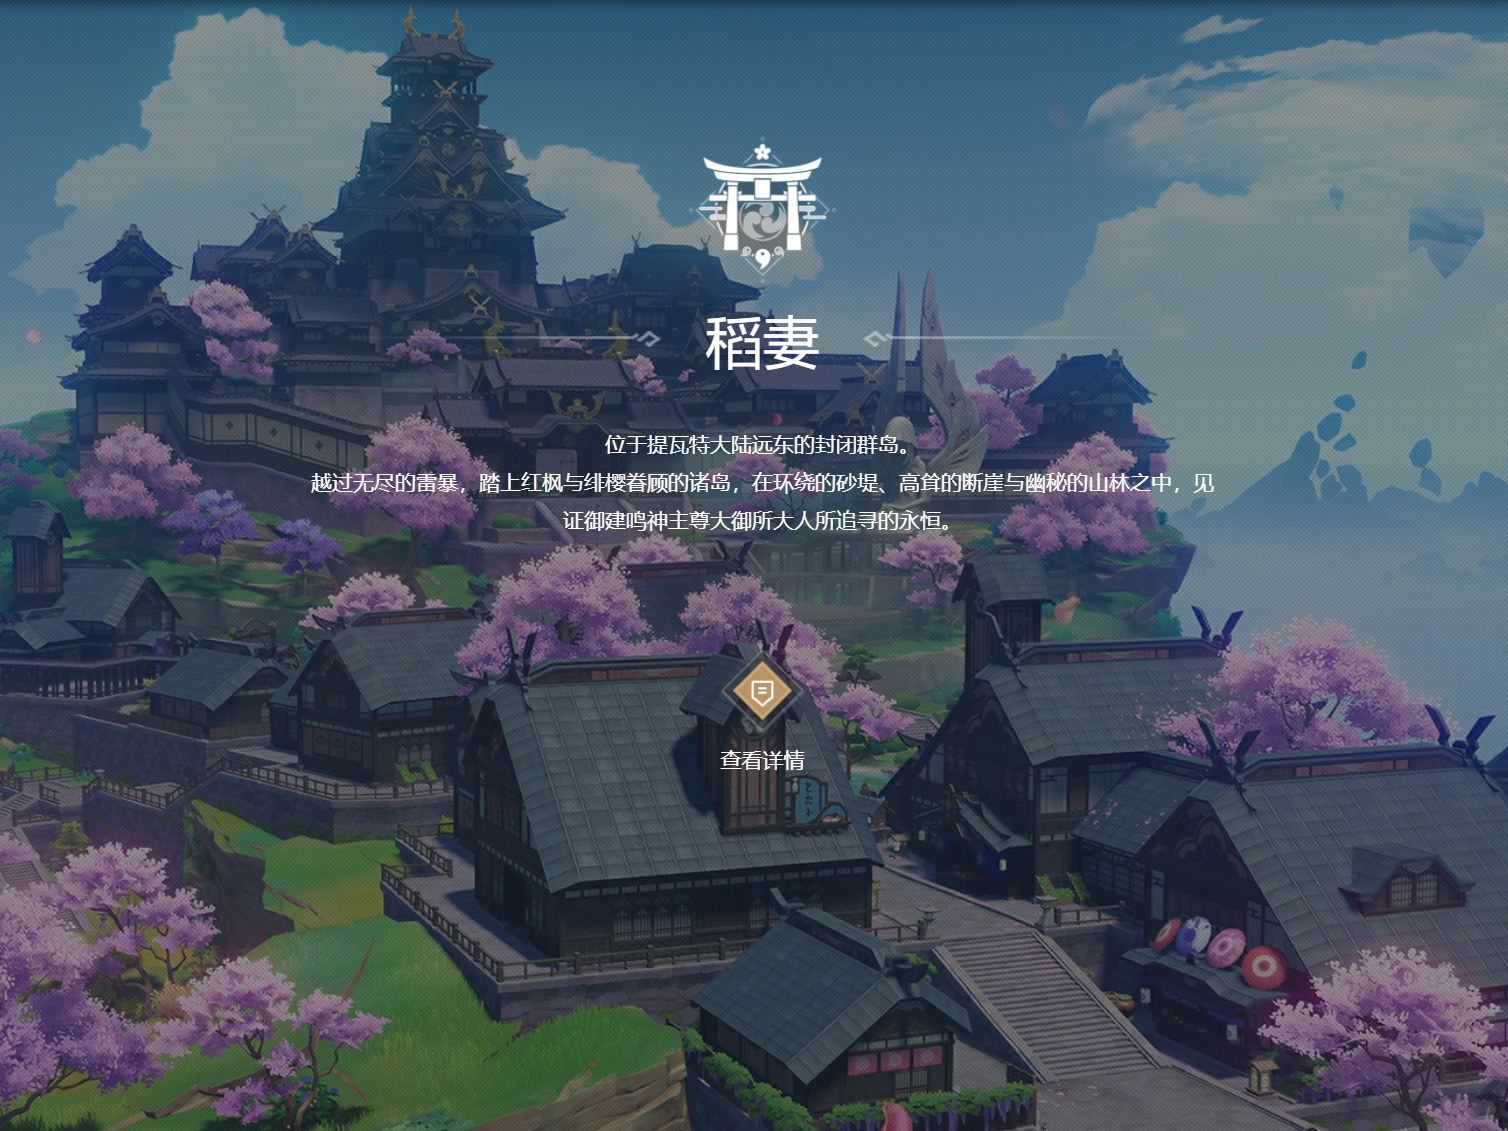 稻妻
位于提瓦特大陆远东的封闭群岛。
越过无尽的雷暴，踏上红枫与绯樱眷顾的诸岛，在环绕的砂堤、高耸的断崖与幽秘的山林之中，见
证御建鸣神主尊大御所大人所追寻的永恒。
查看详情